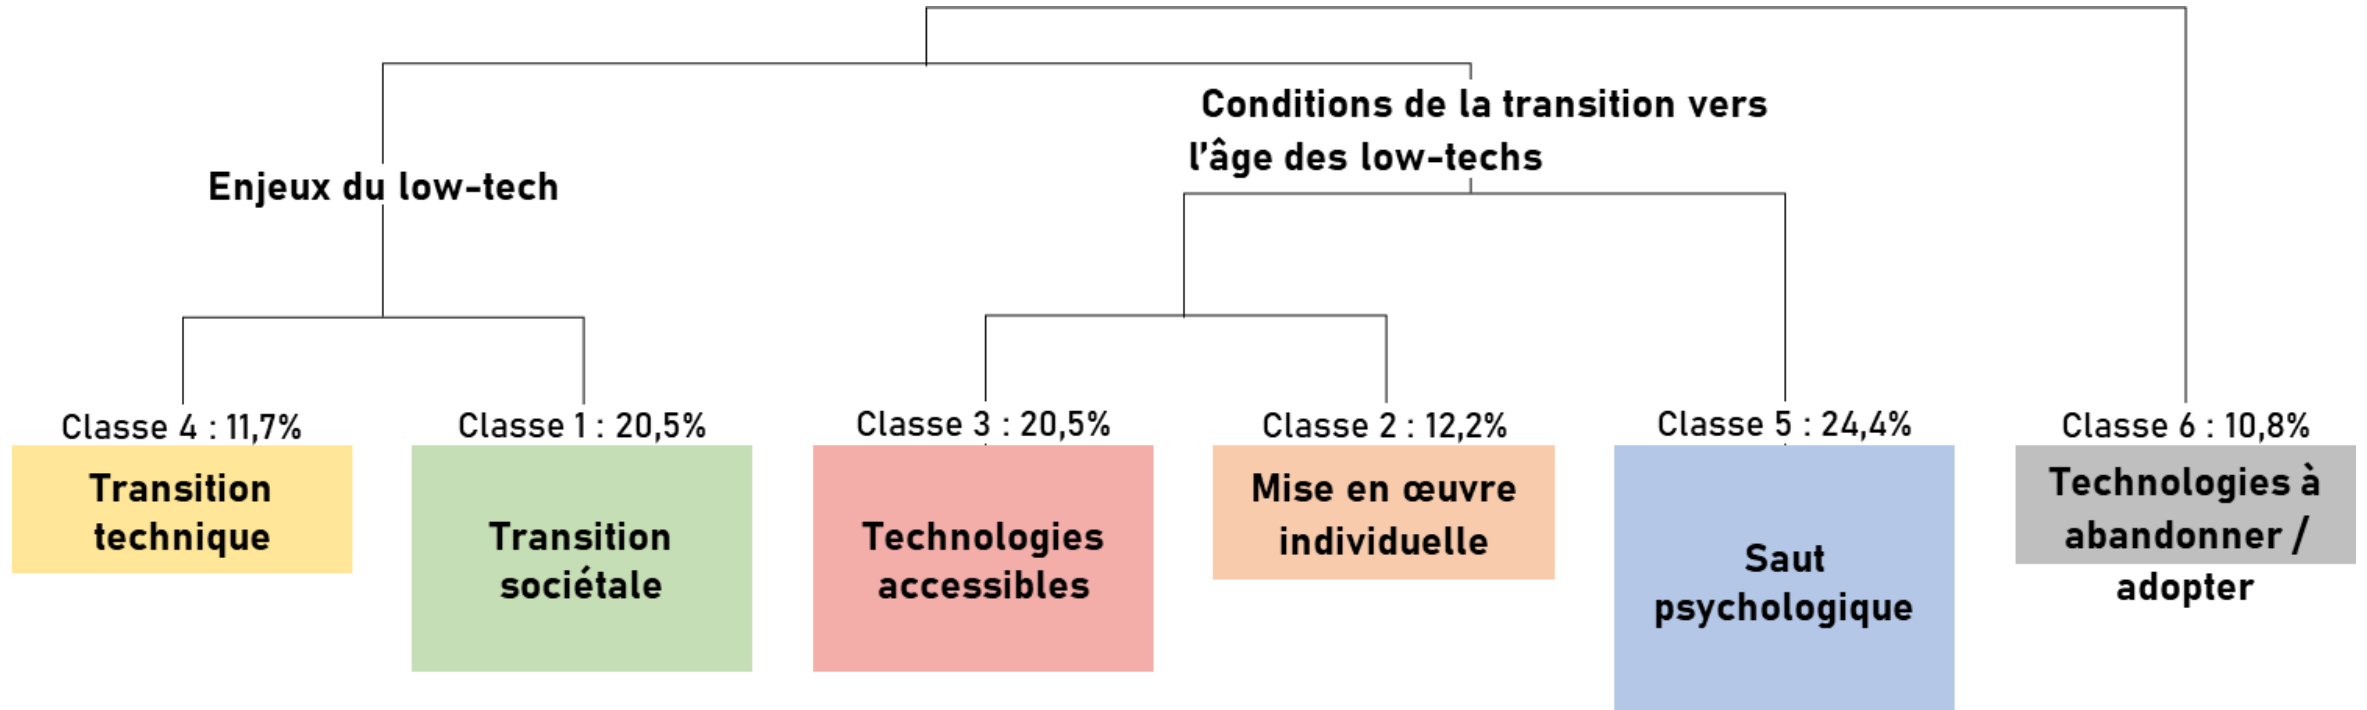 Conditions de la transition vers
l'âge des low-techs
Enjeux du low-tech
Classe 4 : 11,7%
Transition
technique
Classe 1 : 20,5%
Transition
sociétale
Classe 3 : 20,5%
Technologies
accessibles
Classe 2 : 12,2%
Mise en œuvre
individuelle
Classe 5 : 24,4%
Saut
psychologique
Classe 6 : 10,8%
Technologies à
abandonner /
adopter